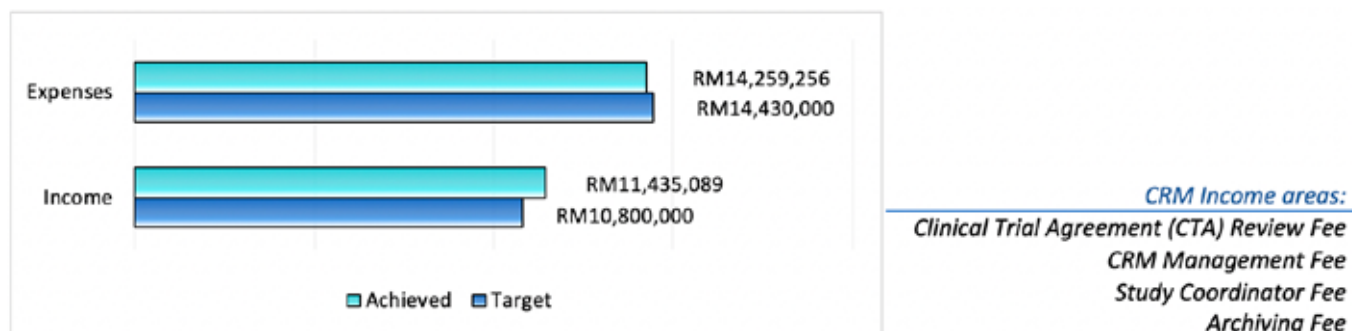 Expenses
RM14,259,256
RM14,430,000
Income
RM11,435,089
RM10,800,000
Achieved Target
CRM Income areas:
Clinical Trial Agreement (CTA) Review Fee
CRM Management Fee
Study Coordinator Fee
Archiving Fee